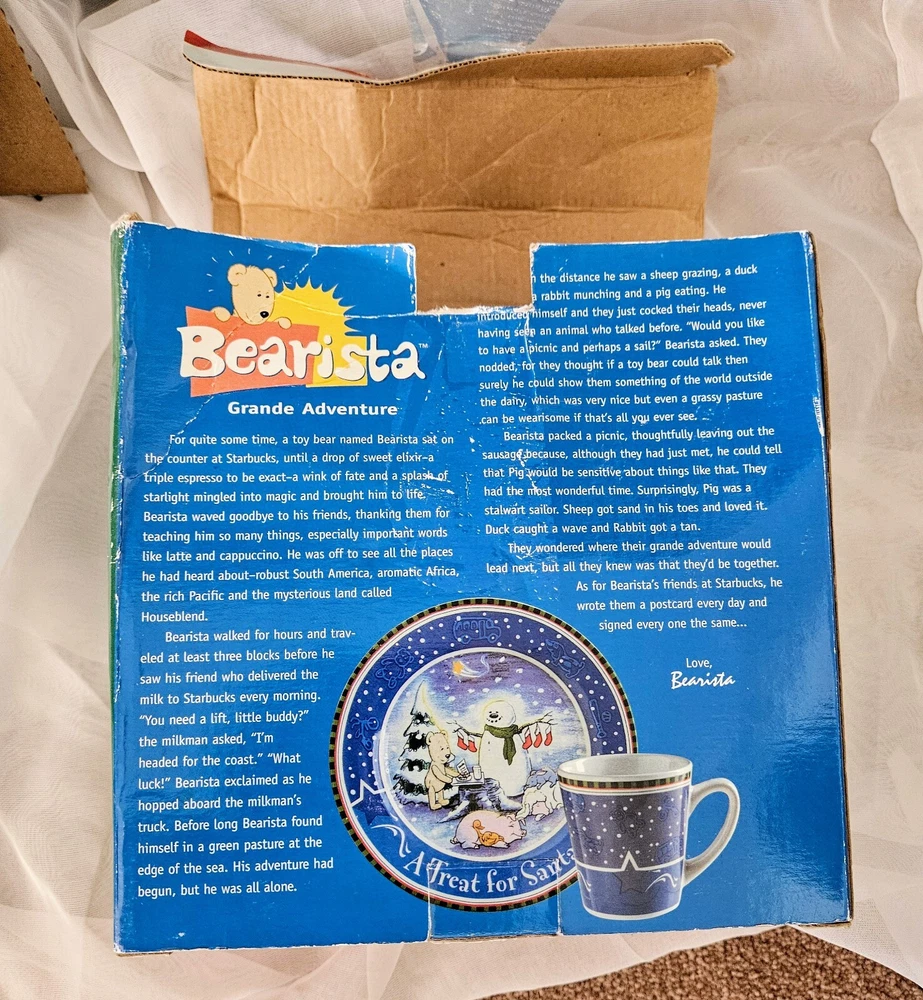 Bearista™
Grande Adventure
For quite some time, a toy bear named Bearista sat on
the counter at Starbucks, until a drop of sweet elixir–a
triple espresso to be exact–a wink of fate and a splash of
starlight mingled into magic and brought him to life.
Bearista waved goodbye to his friends, thanking them for
teaching him so many things, especially important words
like latte and cappuccino. He was off to see all the places
he had heard about–robust South America, aromatic Africa,
the rich Pacific and the mysterious land called
Houseblend.
Bearista walked for hours and trav-
eled at least three blocks before he
saw his friend who delivered the
milk to Starbucks every morning.
"You need a lift, little buddy?"
the milkman asked, "I'm
headed for the coast." "What
luck!" Bearista exclaimed as he
hopped aboard the milkman's
truck. Before long Bearista found
himself in a green pasture at the
edge of the sea. His adventure had
begun, but he was all alone.
the distance he saw a sheep grazing, a duck
a rabbit munching and a pig eating. He
introduced himself and they just cocked their heads, never
having seen an animal who talked before. "Would you like
to have a picnic and perhaps a sail?" Bearista asked. They
nodded, for they thought if a toy bear could talk then
surely he could show them something of the world outside
the dairy, which was very nice but even a grassy pasture
can be wearisome if that's all you ever see.
Bearista packed a picnic, thoughtfully leaving out the
sausage because, although they had just met, he could tell
that Pig would be sensitive about things like that. They
had the most wonderful time. Surprisingly, Pig was a
stalwart sailor. Sheep got sand in his toes and loved it.
Duck caught a wave and Rabbit got a tan.
They wondered where their grande adventure would
lead next, but all they knew was that they'd be together.
As for Bearista's friends at Starbucks, he
wrote them a postcard every day and
signed every one the same...
Love,
Bearista
A Treat for Santa